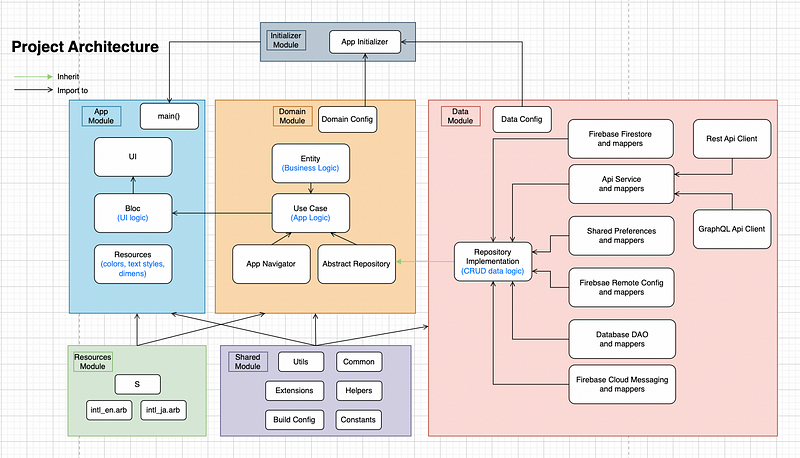 Project Architecture
Inherit
Import to
Initializer
Module
App Initializer
App
Module
main()
UI
Bloc
(UI logic)
Resources
(colors, text styles,
dimens)
Domain
Module
Domain Config
Entity
(Business Logic)
Use Case
(App Logic)
App Navigator
Abstract Repository
Data
Module
Data Config
Firebase Firestore
and mappers
Rest Api Client
Api Service
and mappers
GraphQL Api Client
Shared Preferences
and mappers
Repository
Implementation
(CRUD data logic)
Firebsae Remote Config
and mappers
Database DAO
and mappers
Firebase Cloud Messaging
and mappers
Resources
Module
S
intl_en.arb
intl_ja.arb
Shared
Module
Utils
Common
Extensions
Helpers
Build Config
Constants